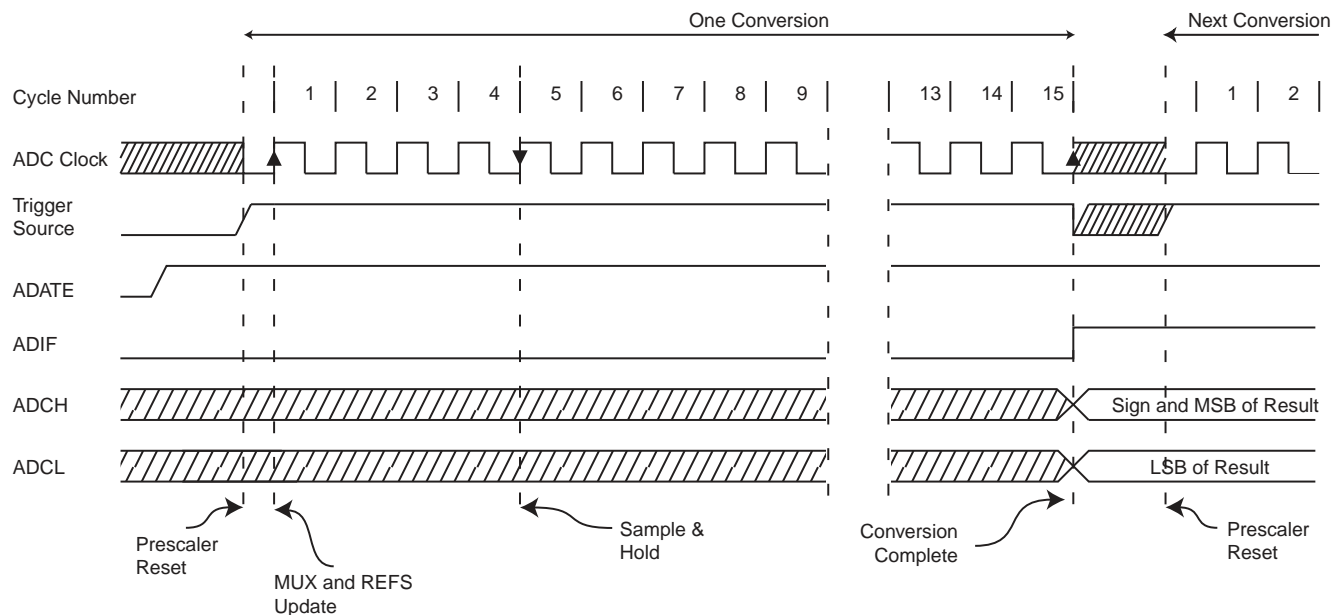 One Conversion
Next Conversion
Cycle Number
1 2 3 4 5 6 7 8 9 13 14 15 1 2
ADC Clock
Trigger
Source
ADATE
ADIF
ADCH
Sign and MSB of Result
ADCL
LSB of Result
Prescaler
Reset
MUX and REFS
Update
Sample &
Hold
Conversion
Complete
Prescaler
Reset